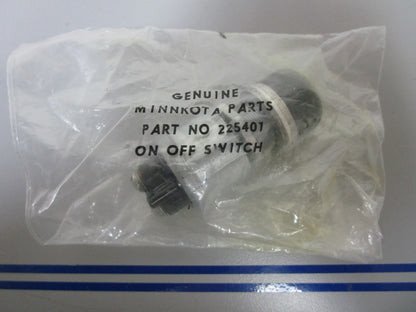 GENUINE
MINNKOTA PARTS
PART NO 225401
ON OFF SWITCH